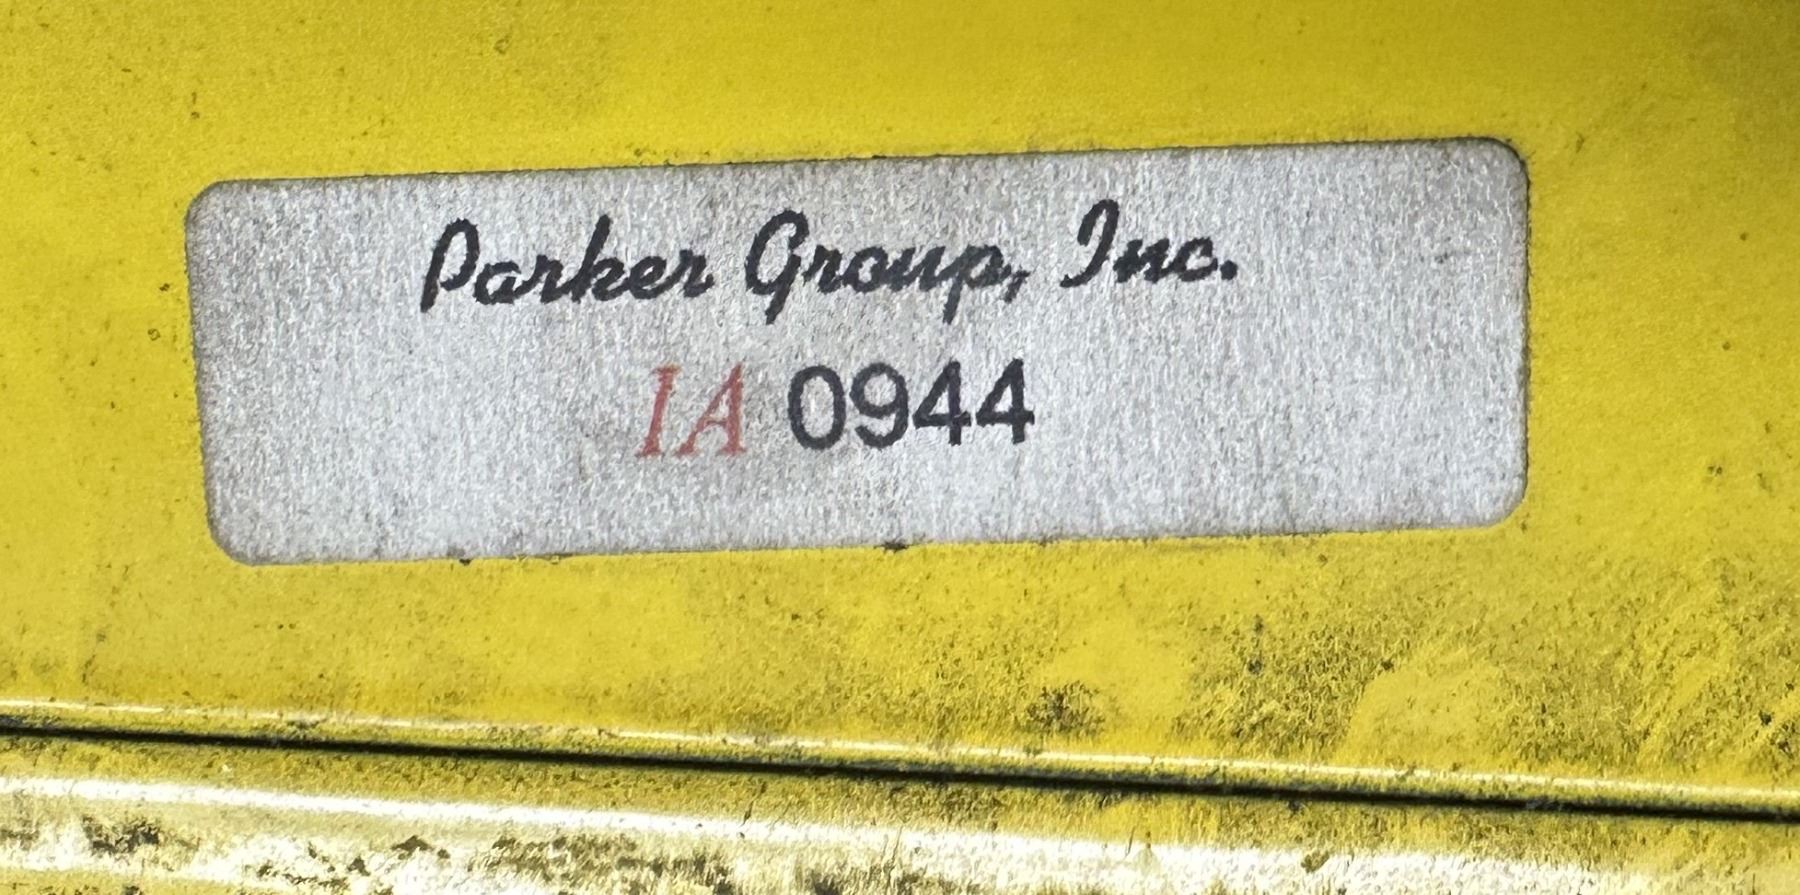 Parker Group, Inc.
IA 0944